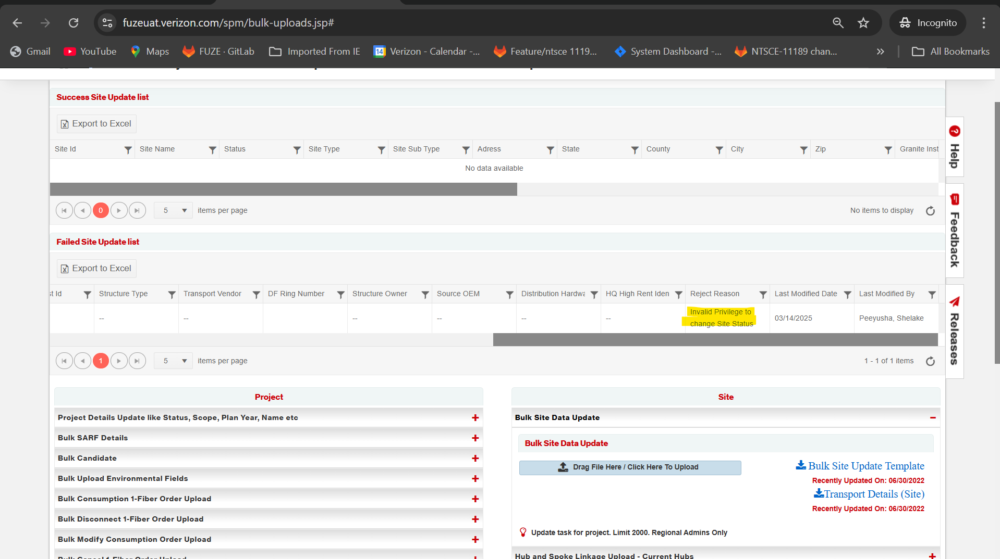 fuzeuat.verizon.com/spm/bulk-uploads.jsp#
Incognito
Gmail
YouTube
Maps
FUZE · GitLab
Imported From IE
14
Verizon - Calendar -...
Feature/ntsce 1119...
System Dashboard -...
NTSCE-11189 chan...
»
All Bookmarks
Success Site Update list
Export to Excel
Site Id
Site Name
Status
Site Type
Site Sub Type
Adress
State
County
City
Zip
Granite Inst
No data available
0
5
items per page
No items to display
Failed Site Update list
Export to Excel
t Id
Structure Type
Transport Vendor
DF Ring Number
Structure Owner
Source OEM
Distribution Hardwa
HQ High Rent Iden
Reject Reason
Last Modified Date
Last Modified By
--
--
--
--
--
--
Invalid Privilege to
change Site Status
03/14/2025
Peeyusha, Shelake
1
5
items per page
1 - 1 of 1 items
Help
Feedback
Releases
Project
Project Details Update like Status, Scope, Plan Year, Name etc
Bulk SARF Details
Bulk Candidate
Bulk Upload Environmental Fields
Bulk Consumption 1-Fiber Order Upload
Bulk Disconnect 1-Fiber Order Upload
Bulk Modify Consumption Order Upload
Bulk Cancel 1-Fiber Order Upload
Site
Bulk Site Data Update
Bulk Site Data Update
Drag File Here / Click Here To Upload
Bulk Site Update Template
Recently Updated On: 06/30/2022
Transport Details (Site)
Recently Updated On: 06/30/2022
Update task for project. Limit 2000. Regional Admins Only
Hub and Spoke Linkage Upload - Current Hubs